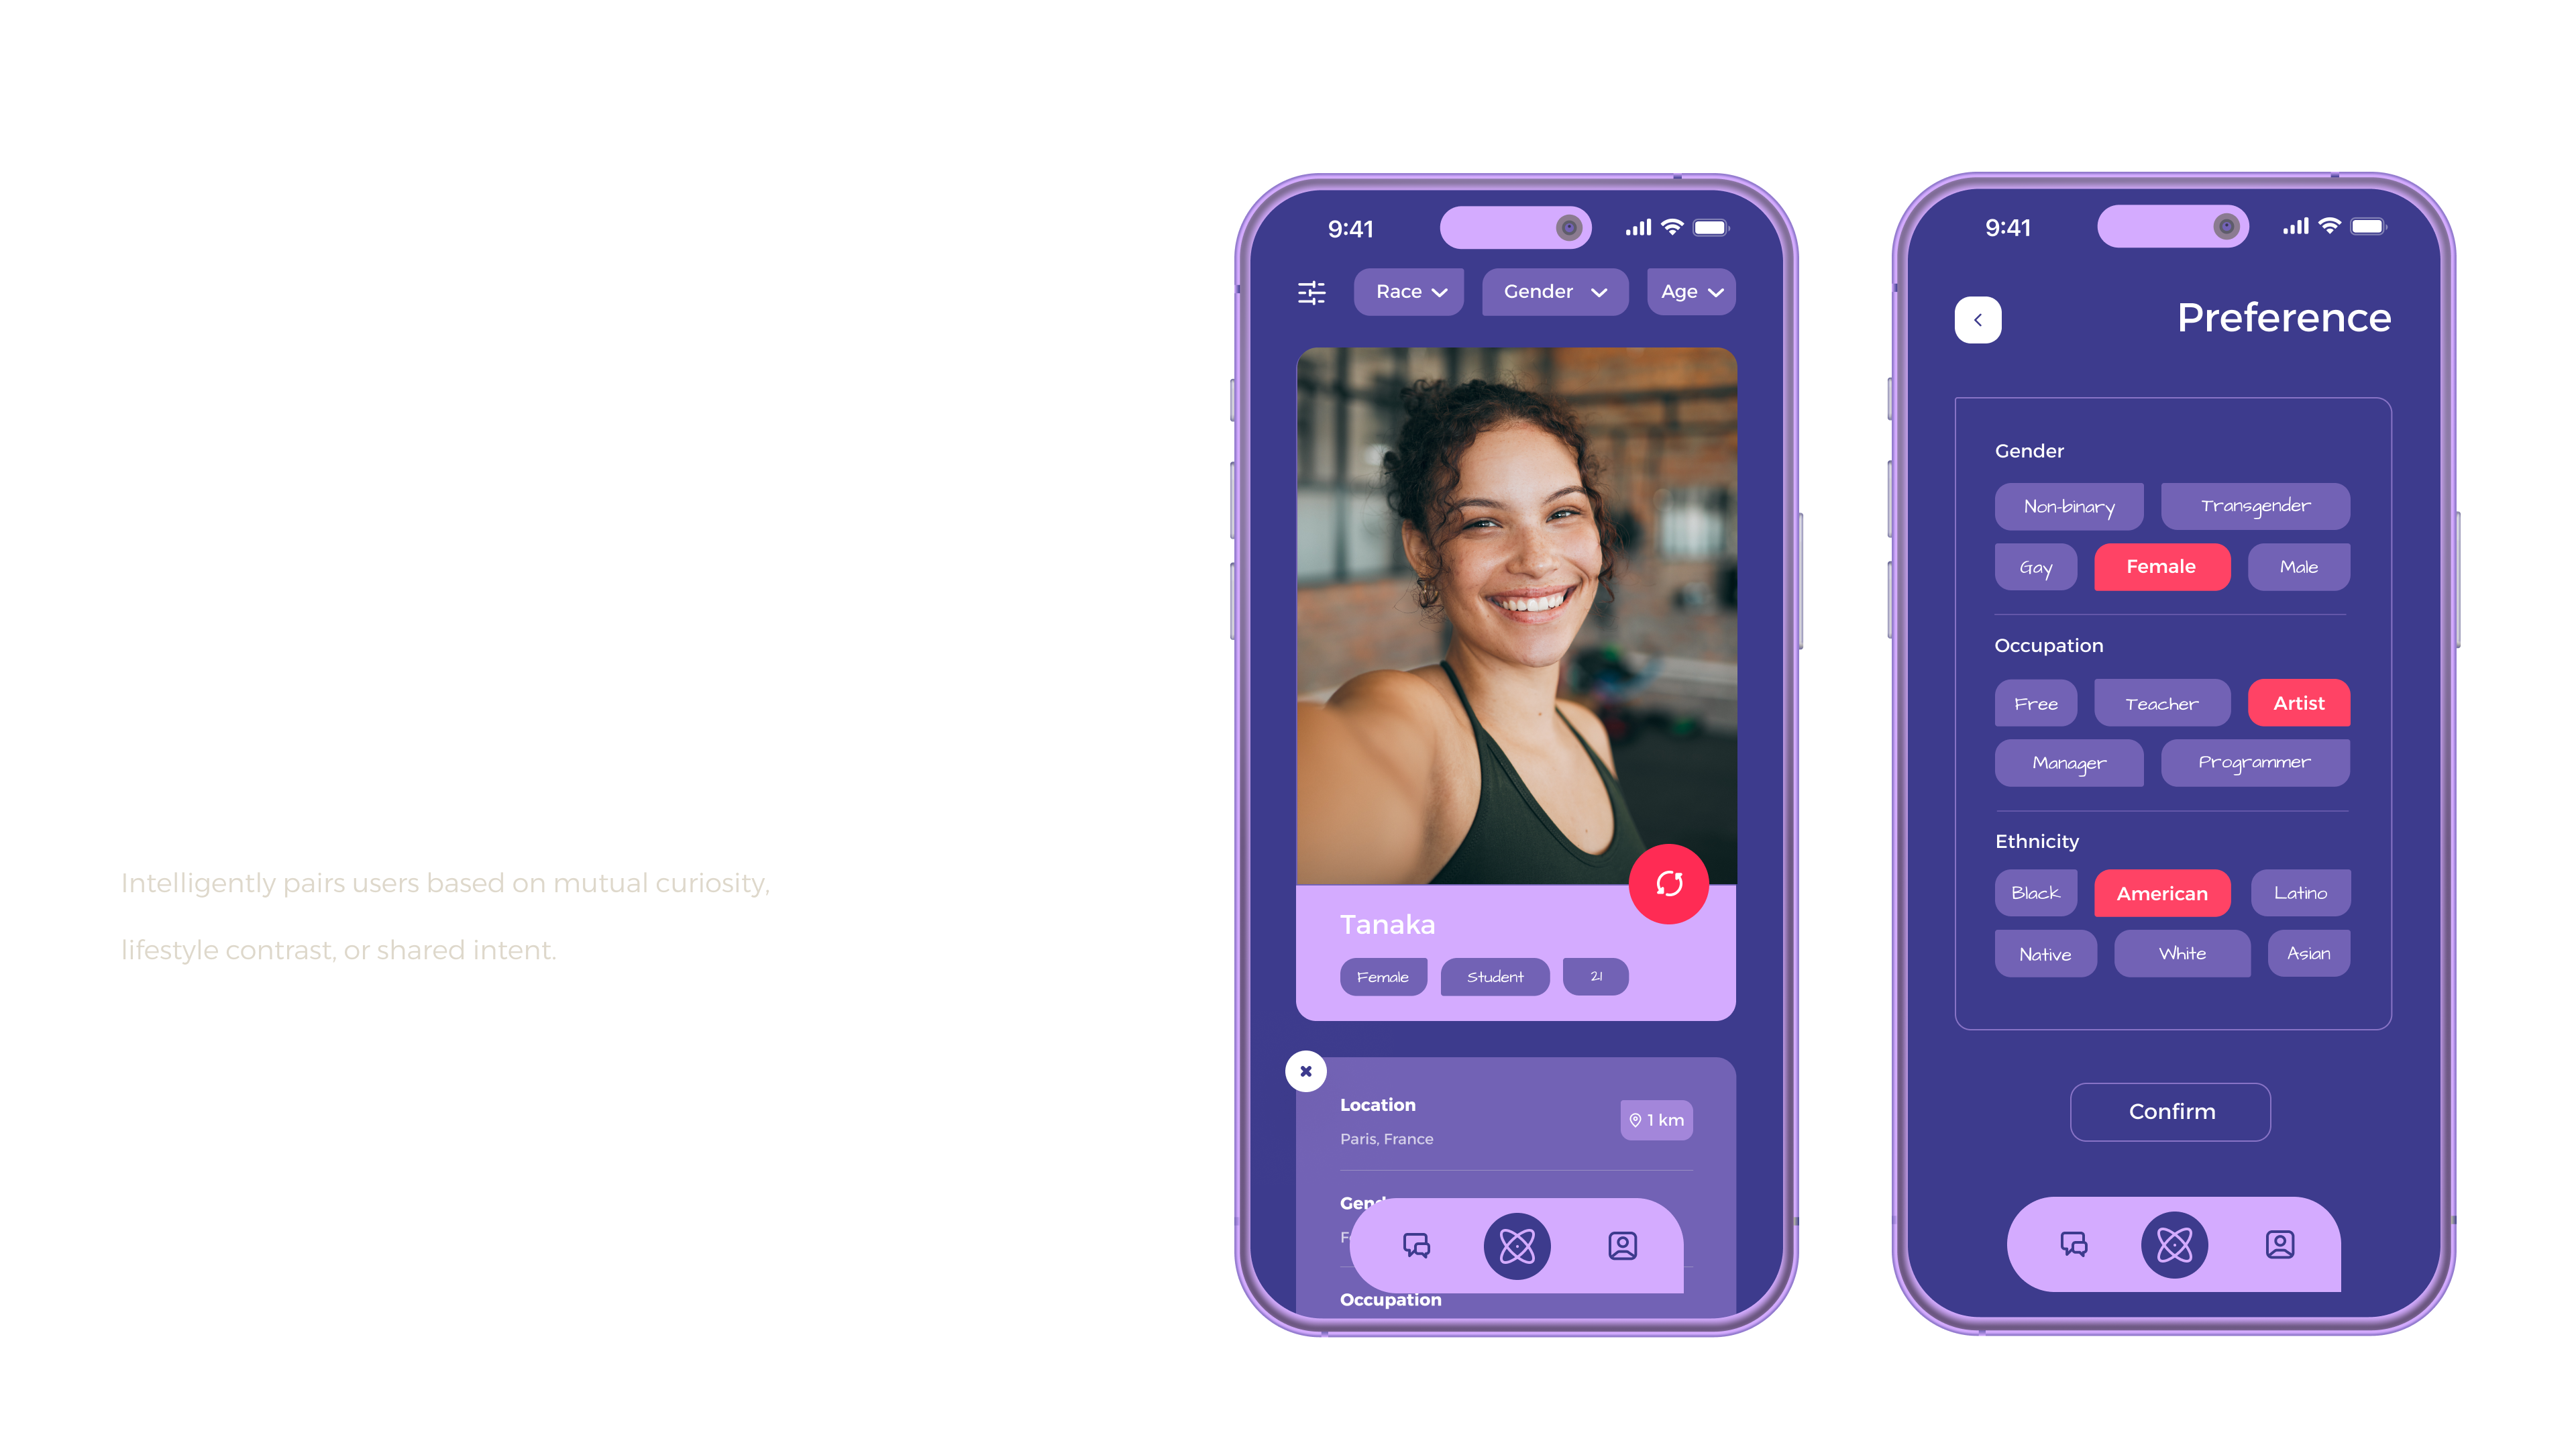 Intelligently pairs users based on mutual curiosity,
lifestyle contrast, or shared intent.
9:41
Race
Gender
Age
Tanaka
Female
Student
21
Location
Paris, France
1 km
Occupation
9:41
Preference
Gender
Non-binary
Transgender
Gay
Female
Male
Occupation
Free
Teacher
Artist
Manager
Programmer
Ethnicity
Black
American
Latino
Native
White
Asian
Confirm